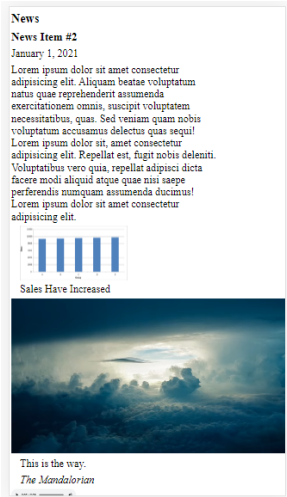 News
News Item #2
January 1, 2021
Lorem ipsum dolor sit amet consectetur
adipisicing elit. Aliquam beatae voluptatum
natus quae reprehenderit assumenda
exercitationem omnis, suscipit voluptatem
necessitatibus, quas. Sed veniam quam nobis
voluptatum accusamus delectus quas sequi!
Lorem ipsum dolor sit, amet consectetur
adipisicing elit. Repellat est, fugit nobis deleniti.
Voluptatibus vero quia, repellat adipisci dicta
facere modi aliquid atque quae nisi saepe
perferendis numquam assumenda ducimus!
Lorem ipsum dolor sit amet consectetur
adipisicing elit.
Sales Have Increased
This is the way.
The Mandalorian